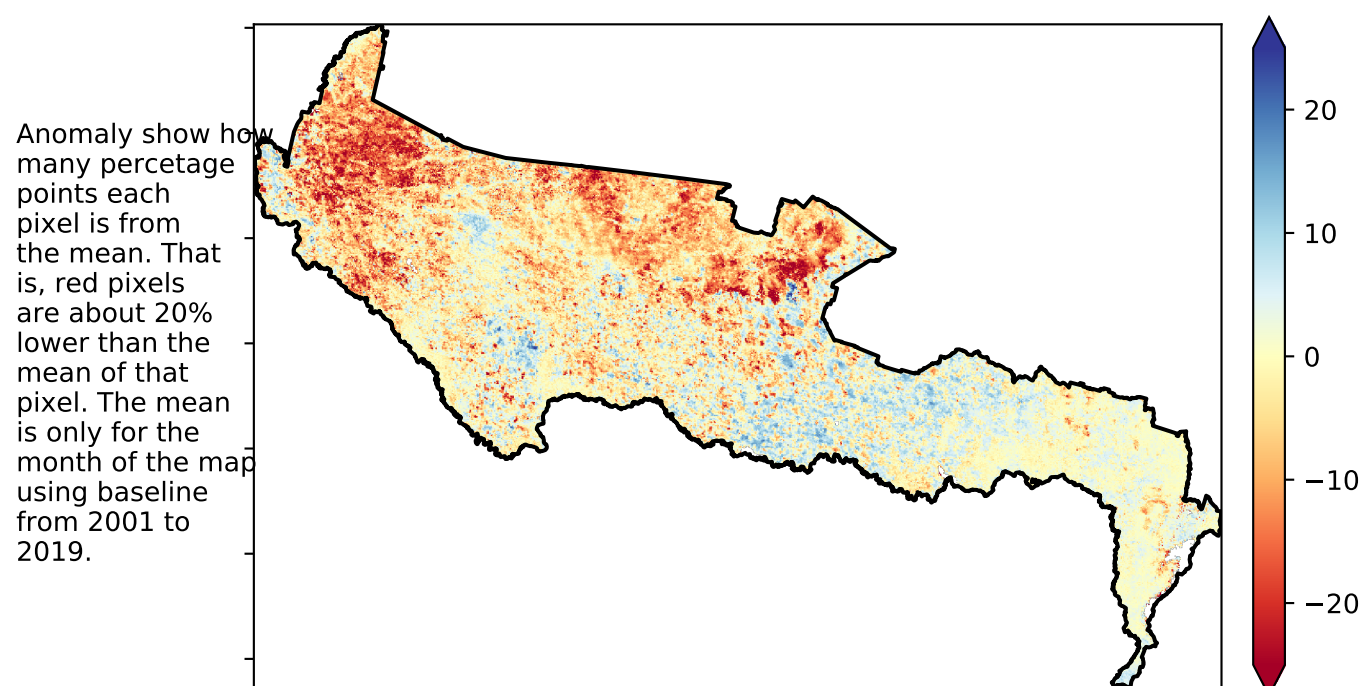 Anomaly show how
many percetage
points each
pixel is from
the mean. That
is, red pixels
are about 20%
lower than the
mean of that
pixel. The mean
is only for the
month of the map
using baseline
from 2001 to
2019.
20
10
0
−10
−20